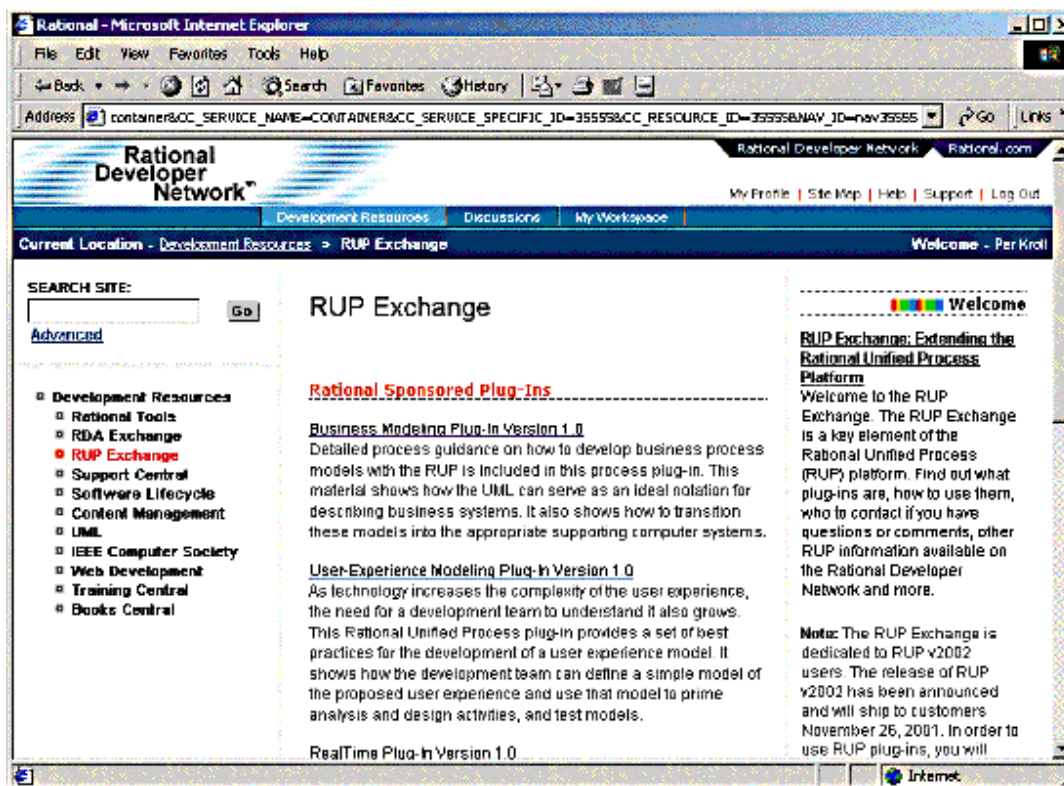 Rational - Microsoft Internet Explorer
File Edit View Favorites Tools Help
Back Search Favorites History
Address container&CC_SERVICE_NAME=CONTAINER&CC_SERVICE_SPECIFIC_ID=35555&CC_RESOURCE_ID=35555&NAV_ID=nav35555 Go Links
Rational
Developer
Network™
Rational Developer Network Rational.com
My Profile | Site Map | Help | Support | Log Out
Development Resources Discussions My Workspace
Current Location - Development Resources > RUP Exchange Welcome - Per Kroll
SEARCH SITE:
Go
Advanced
Development Resources
Rational Tools
RDA Exchange
RUP Exchange
Support Central
Software Lifecycle
Content Management
UML
IEEE Computer Society
Web Development
Training Central
Books Central
RUP Exchange
Rational Sponsored Plug-Ins
Business Modeling Plug-In Version 1.0
Detailed process guidance on how to develop business process
models with the RUP is included in this process plug-in. This
material shows how the UML can serve as an ideal notation for
describing business systems. It also shows how to transition
these models into the appropriate supporting computer systems.
User-Experience Modeling Plug-In Version 1.0
As technology increases the complexity of the user experience,
the need for a development team to understand it also grows.
This Rational Unified Process plug-in provides a set of best
practices for the development of a user experience model. It
shows how the development team can define a simple model of
the proposed user experience and use that model to prime
analysis and design activities, and test models.
RealTime Plug-In Version 1.0
Welcome
RUP Exchange: Extending the
Rational Unified Process
Platform
Welcome to the RUP
Exchange. The RUP Exchange
is a key element of the
Rational Unified Process
(RUP) platform. Find out what
plug-ins are, how to use them,
who to contact if you have
questions or comments, other
RUP information available on
the Rational Developer
Network and more.
Note: The RUP Exchange is
dedicated to RUP v2002
users. The release of RUP
v2002 has been announced
and will ship to customers
November 26, 2001. In order to
use RUP plug-ins, you will
Internet